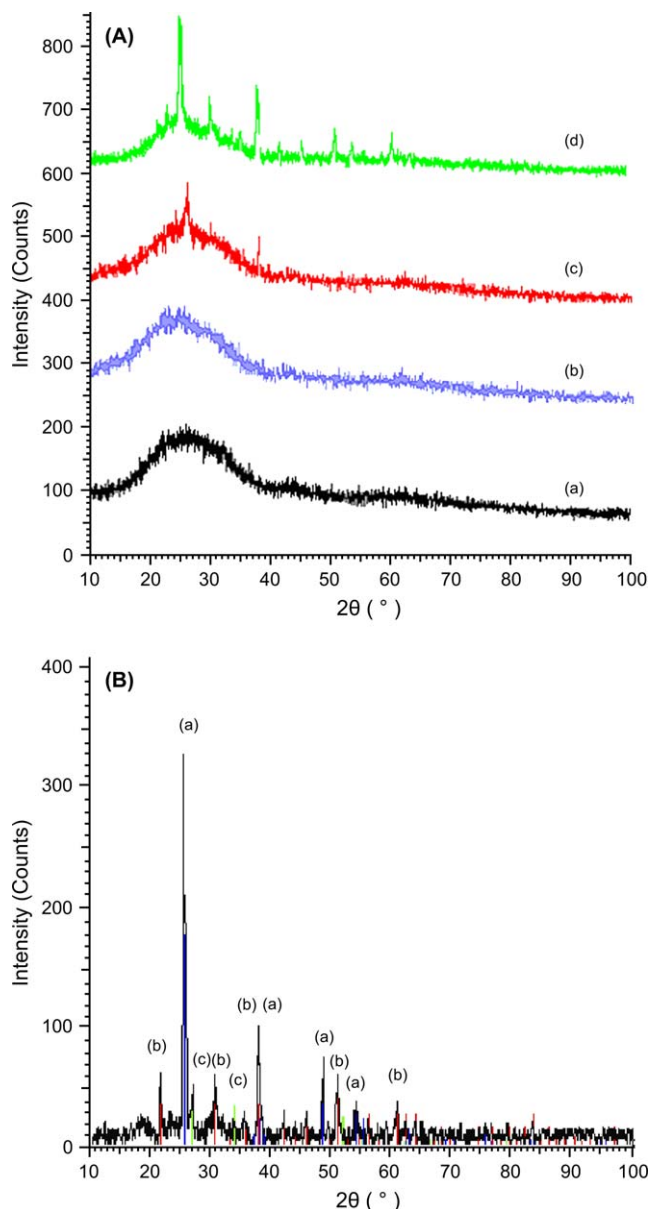 (A)
800
700
600
500
400
300
200
100
0
Intensity (Counts)
(d)
(c)
(b)
(a)
10 20 30 40 50 60 70 80 90 100
2θ ( ° )
(B)
400
300
200
100
0
Intensity (Counts)
(a)
(b) (a)
(b) (c)(b) (c) (a) (b) (a) (b)
10 20 30 40 50 60 70 80 90 100
2θ ( ° )